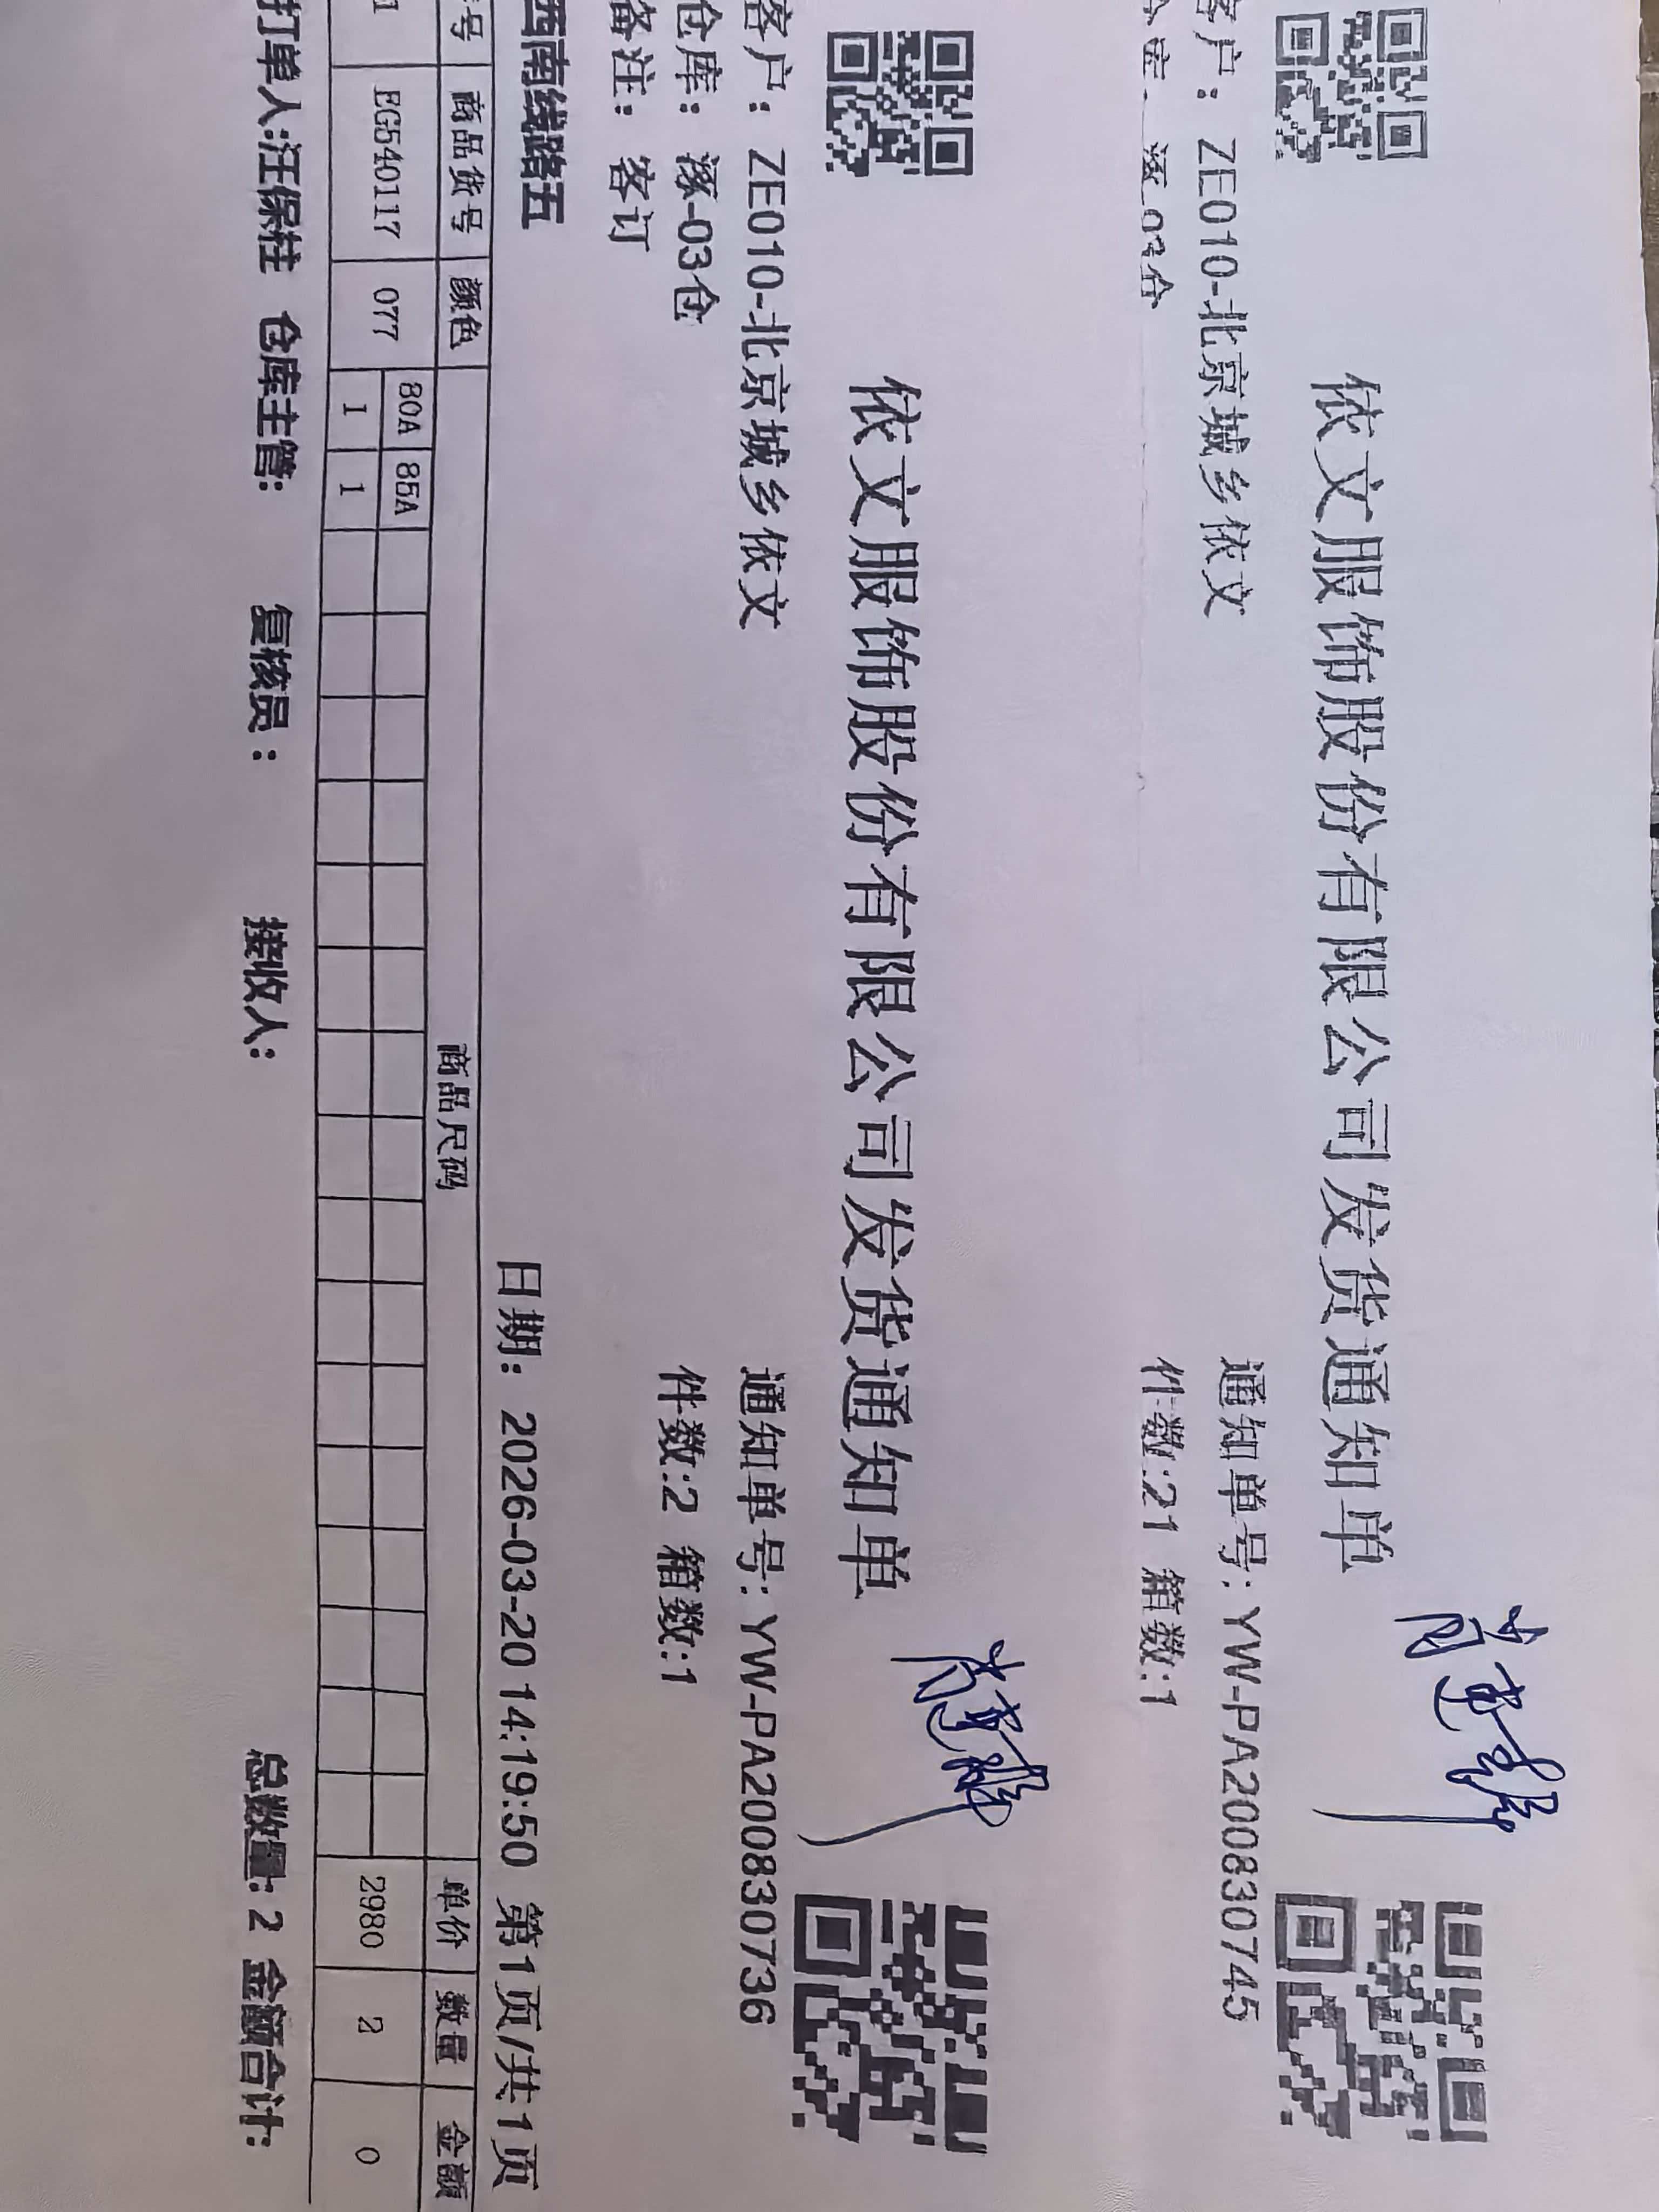 依文服饰股份有限公司发货通知单
客户：ZE010-北京城乡依文
通知单号:YW-PA200830745
03仓
件数:21 箱数:1
依文服饰股份有限公司发货通知单
客户：ZE010-北京城乡依文
通知单号:YW-PA200830736
仓库：
-03仓
件数:2 箱数:1
备注：客订
西南线路五
日期：2026-03-20 14:19:50 第1页/共1页
号 商品货号 颜色 商品尺码 单价 数量 金额
80A 85A
1 EG540117 077 1 1 2980 2 0
打单人:汪保柱 仓库主管: 复核员： 接收人: 总数量: 2 金额合计: